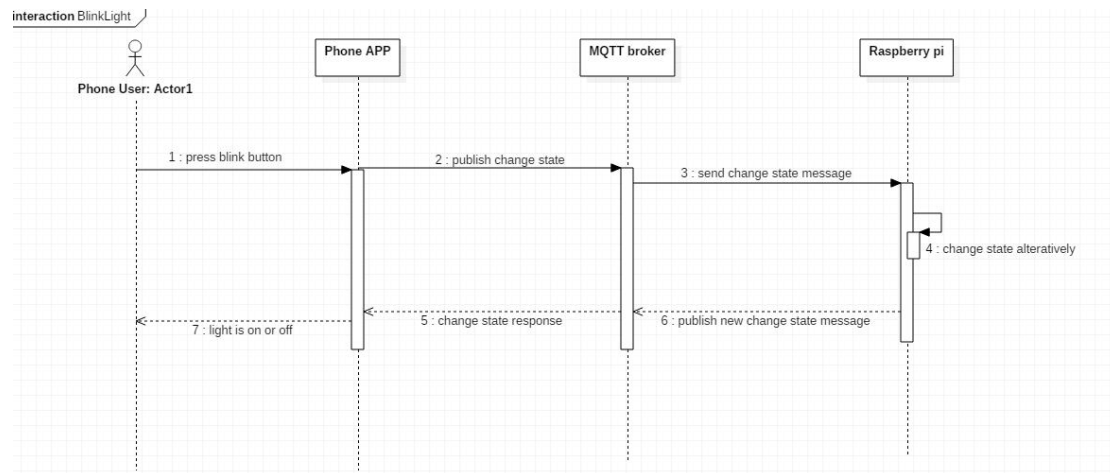 interaction BlinkLight
Phone User: Actor1
Phone APP
MQTT broker
Raspberry pi
1 : press blink button
2 : publish change state
3 : send change state message
4 : change state alteratively
5 : change state response
6 : publish new change state message
7 : light is on or off